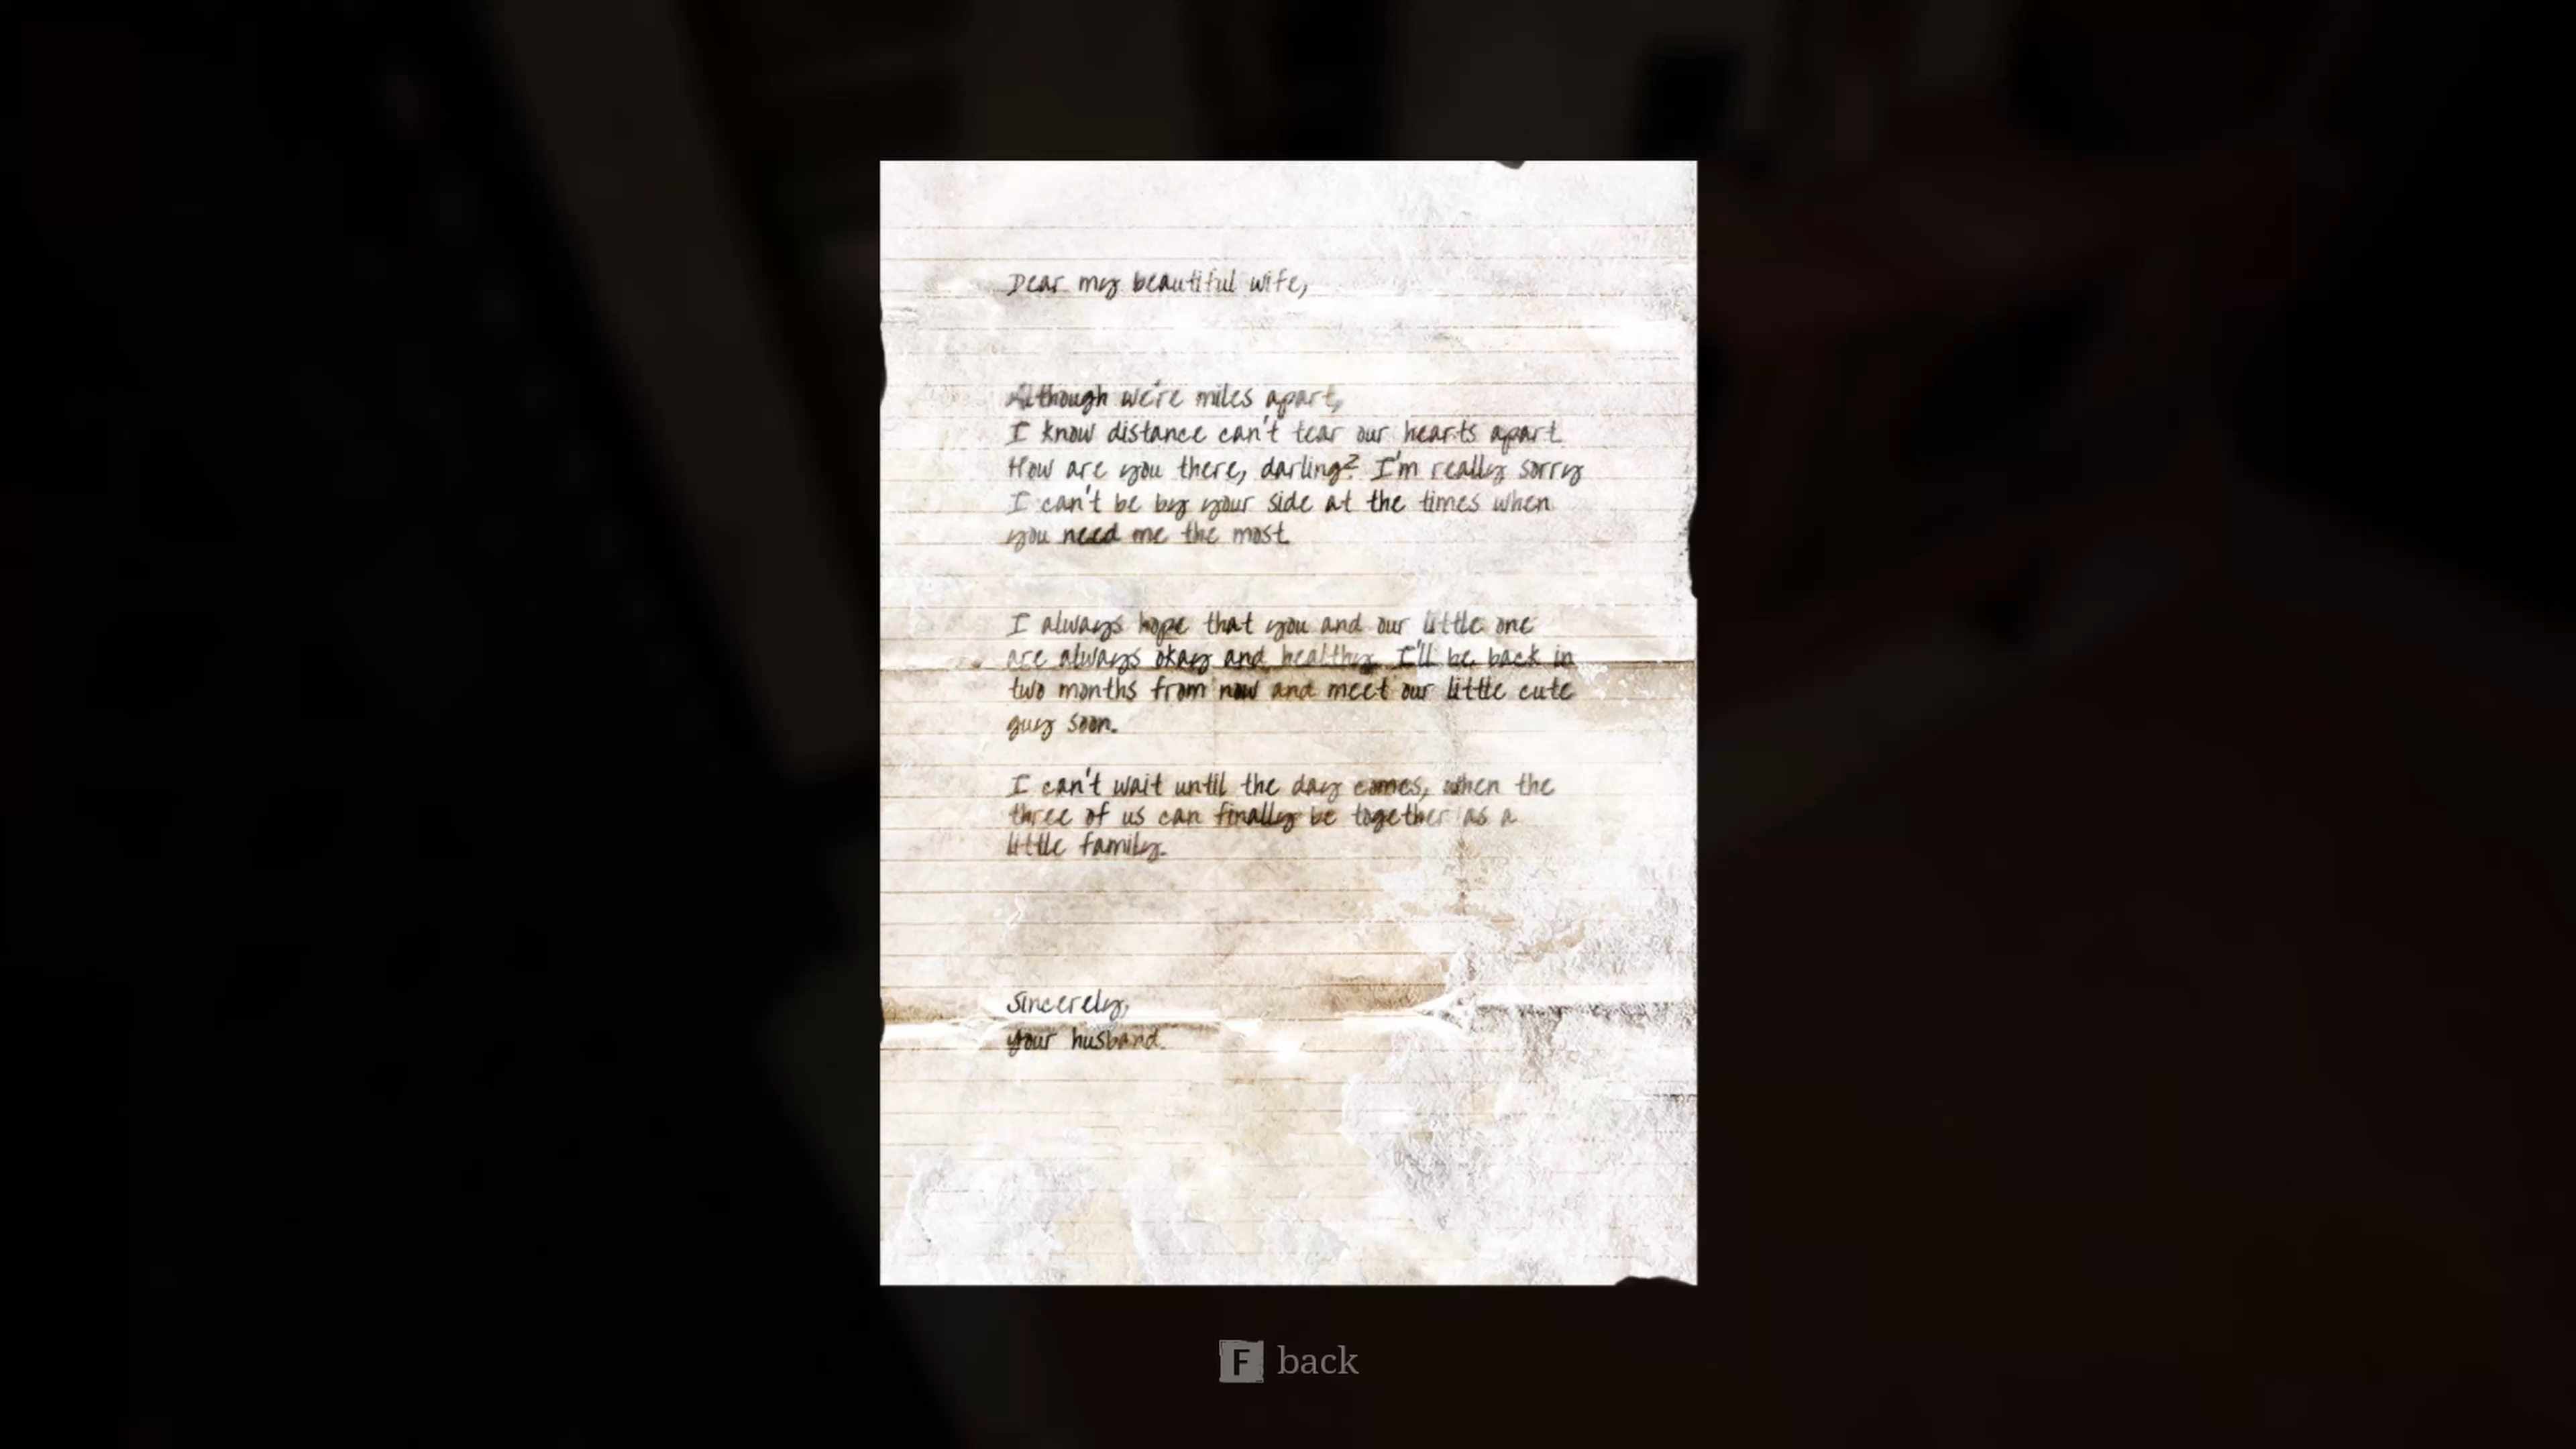 Dear my beautiful wife,
Although we're miles apart,
I know distance can't tear our hearts apart.
How are you there, darling? I'm really sorry
I can't be by your side at the times when
you need me the most.
I always hope that you and our little one
are always okay and healthy. I'll be back in
two months from now and meet our little cute
guy soon.
I can't wait until the day comes, when the
three of us can finally be together as a
little family.
Sincerely,
your husband.
F back